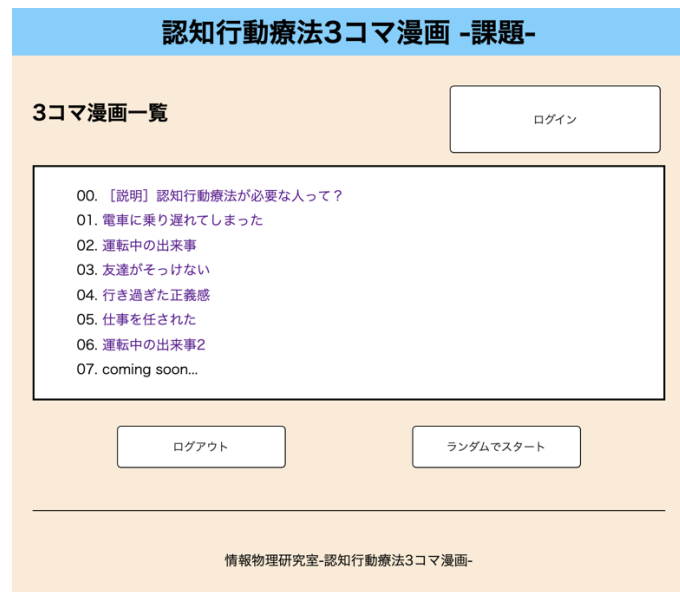 認知行動療法3コマ漫画 -課題-
3コマ漫画一覧
ログイン
00. ［説明］認知行動療法が必要な人って？
01. 電車に乗り遅れてしまった
02. 運転中の出来事
03. 友達がそっけない
04. 行き過ぎた正義感
05. 仕事を任された
06. 運転中の出来事2
07. coming soon...
ログアウト
ランダムでスタート
情報物理研究室-認知行動療法3コマ漫画-